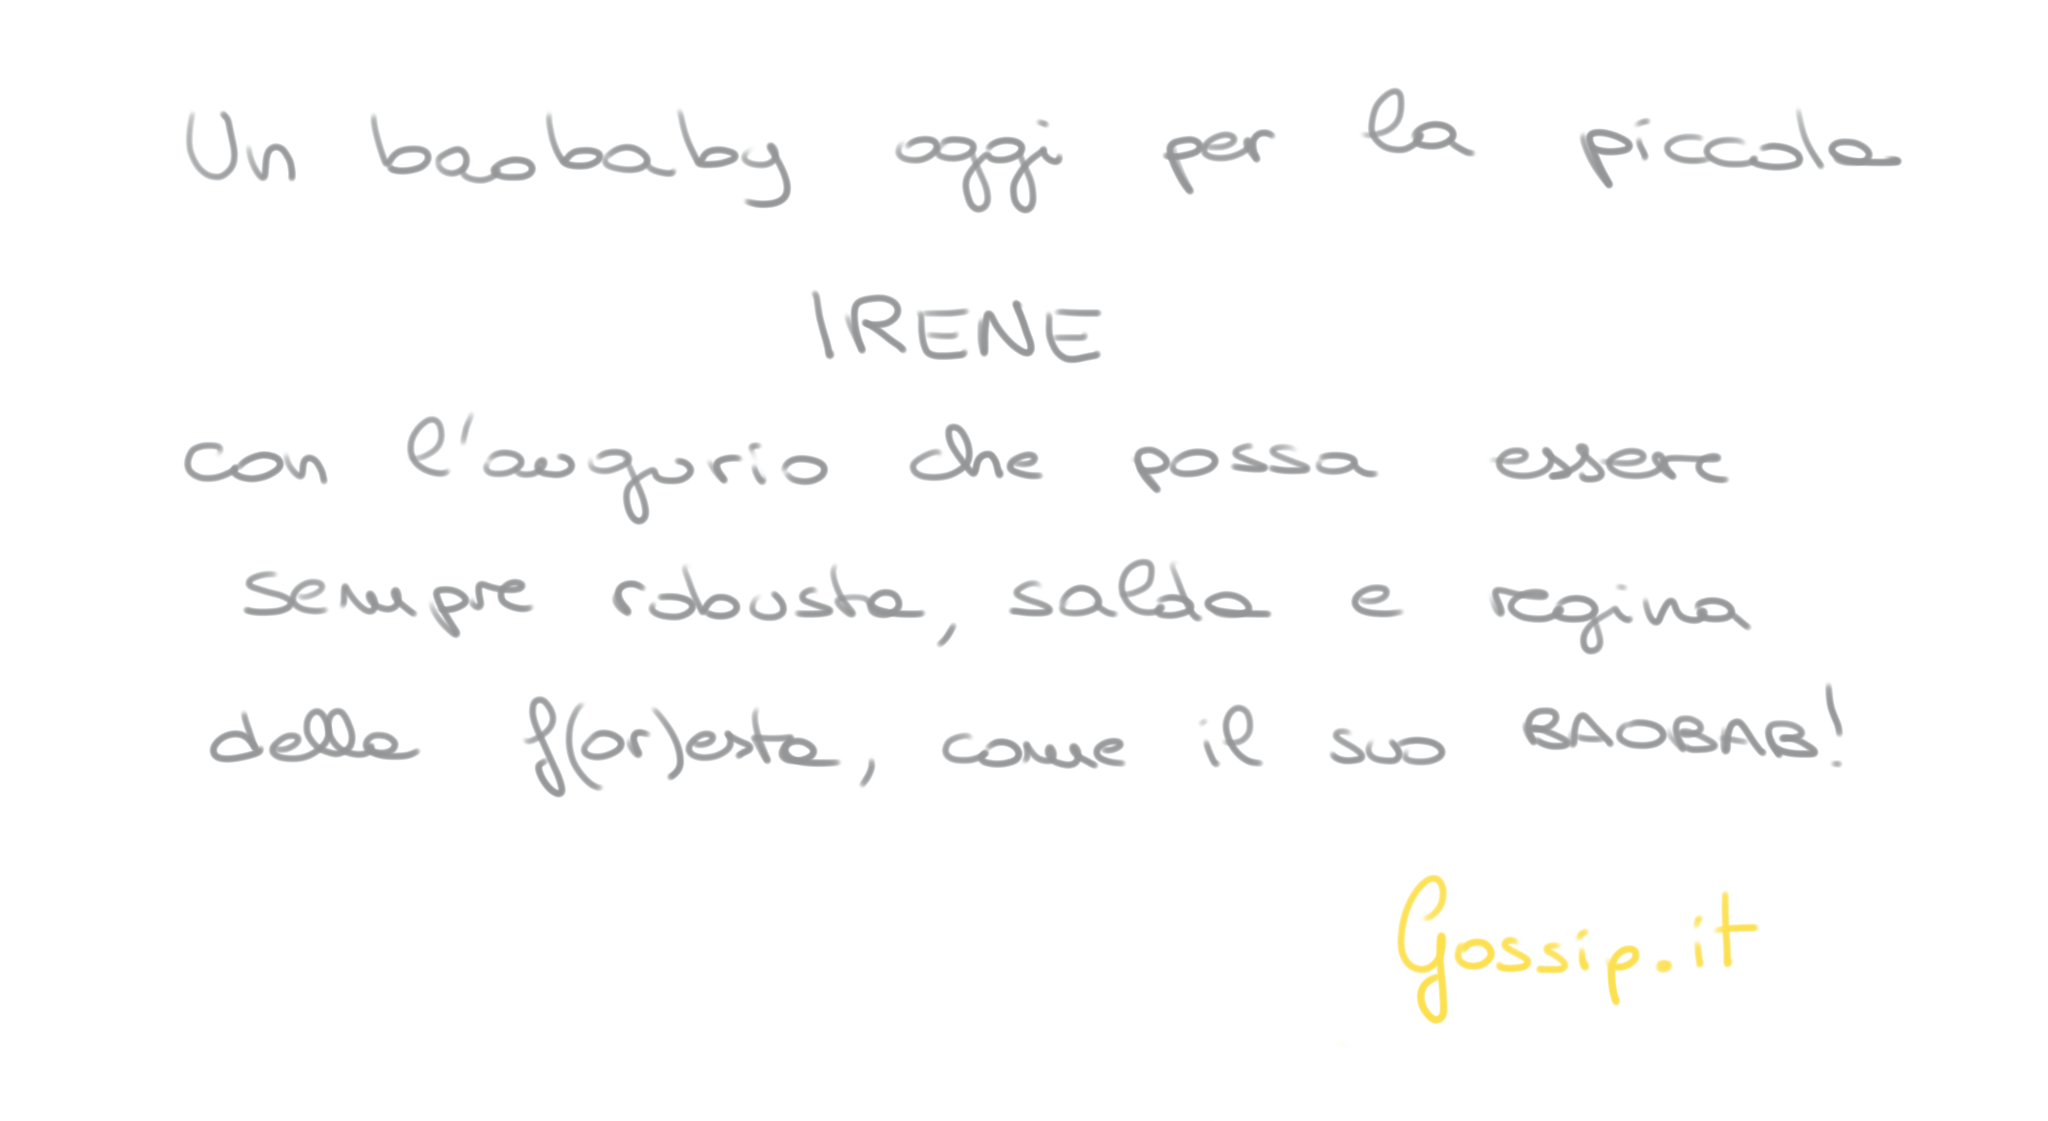 Un baobaby oggi per la piccola
IRENE
con l'augurio che possa essere
sempre robusta, salda e regina
della f(or)esta, come il suo BAOBAB!
Gossip.it